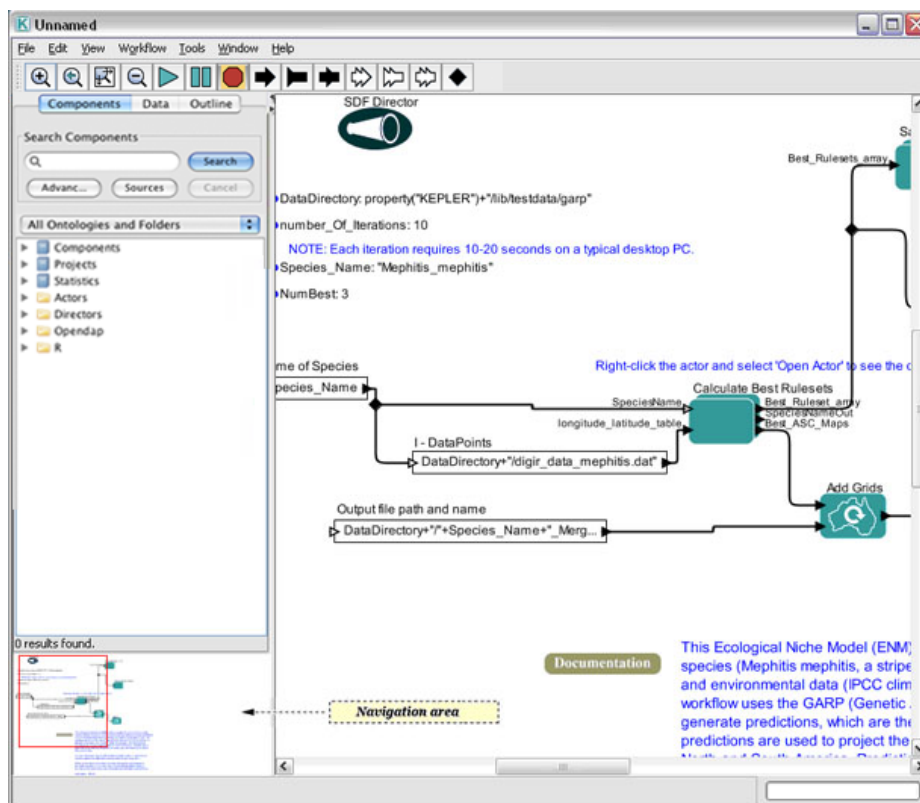 Unnamed
File Edit View Workflow Tools Window Help
Components Data Outline
Search Components
Search
Advanc... Sources Cancel
All Ontologies and Folders
Components
Projects
Statistics
Actors
Directors
Opendap
R
0 results found.
SDF Director
DataDirectory: property("KEPLER")+"/lib/testdata/garp"
number_Of_Iterations: 10
NOTE: Each iteration requires 10-20 seconds on a typical desktop PC.
Species_Name: "Mephitis_mephitis"
NumBest: 3
Best_Rulesets_array
me of Species
pecies_Name
Right-click the actor and select 'Open Actor' to see the
Calculate Best Rulesets
SpeciesName
longitude_latitude_table
Best_Ruleset_array
SpeciesNameOut
Best_ASC_Maps
I - DataPoints
DataDirectory+"/digir_data_mephitis.dat"
Output file path and name
DataDirectory+"/"+Species_Name+"_Merg...
Add Grids
Documentation
Navigation area
This Ecological Niche Model (ENM)
species (Mephitis mephitis, a stripe
and environmental data (IPCC clim
workflow uses the GARP (Genetic
generate predictions, which are the
predictions are used to project the
North and South America. Predictio